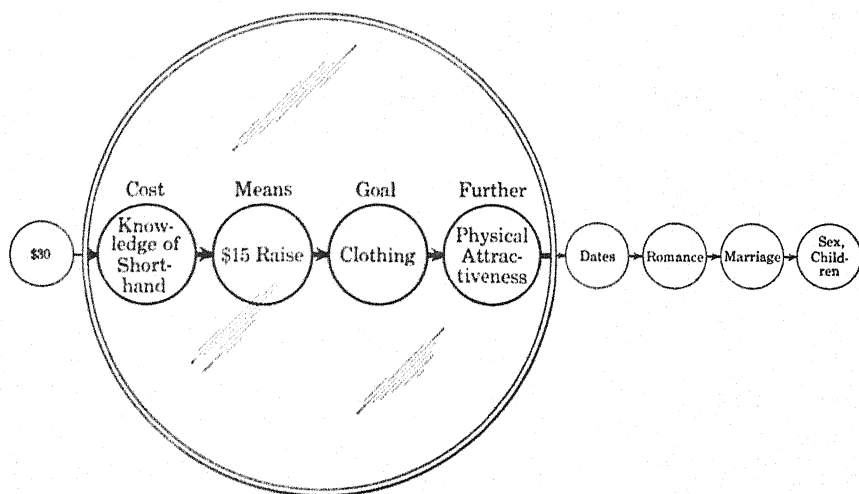 Cost
Means
Goal
Further
$30
Know-
ledge of
Short-
hand
$15 Raise
Clothing
Physical
Attrac-
tiveness
Dates
Romance
Marriage
Sex,
Child-
ren